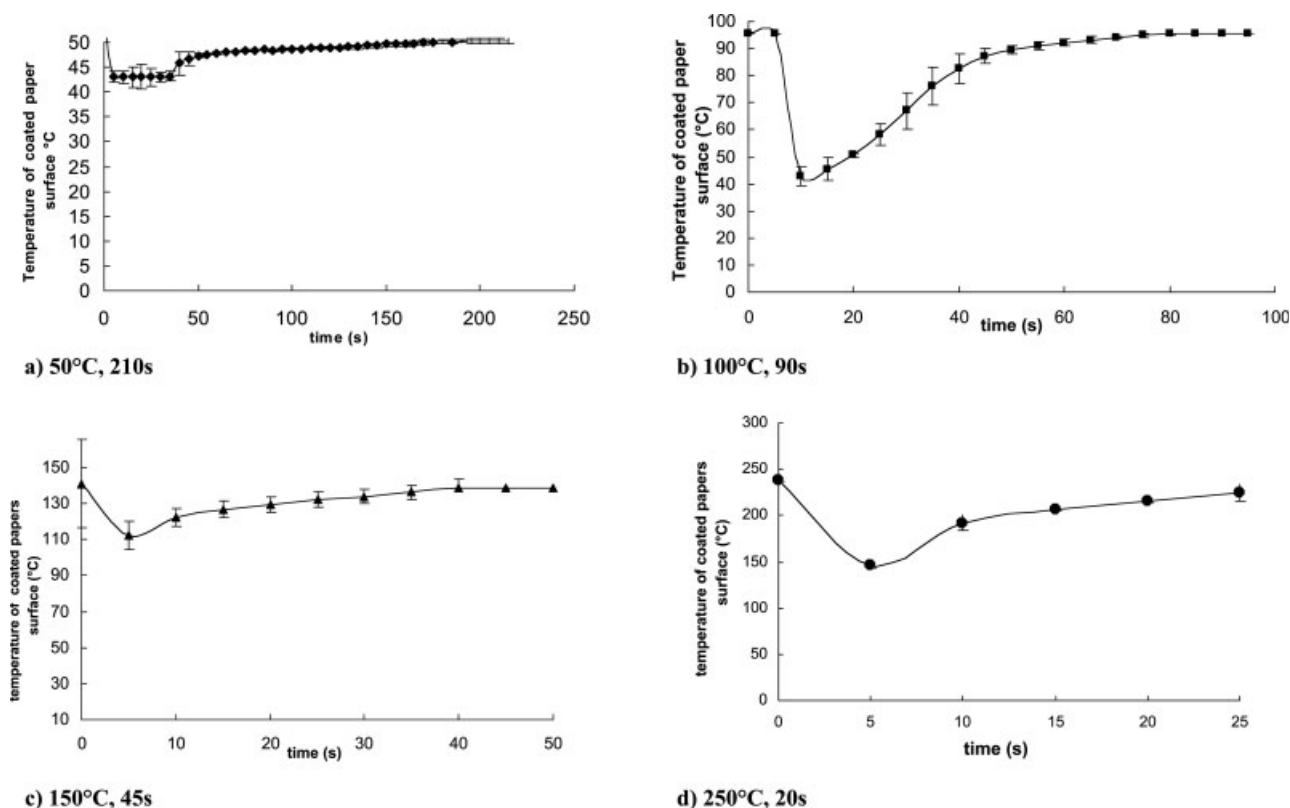 Temperature of coated paper
surface °C
50
45
40
35
30
25
20
15
10
5
0
0 50 100 150 200 250
time (s)
a) 50°C, 210s
Temperature of coated paper
surface (°C)
100
90
80
70
60
50
40
30
20
10
0
0 20 40 60 80 100
time (s)
b) 100°C, 90s
temperature of coated papers
surface (°C)
150
130
110
90
70
50
30
10
0 10 20 30 40 50
time (s)
c) 150°C, 45s
temperature of coated papers
surface (°C)
300
250
200
150
100
50
0
0 5 10 15 20 25
time (s)
d) 250°C, 20s